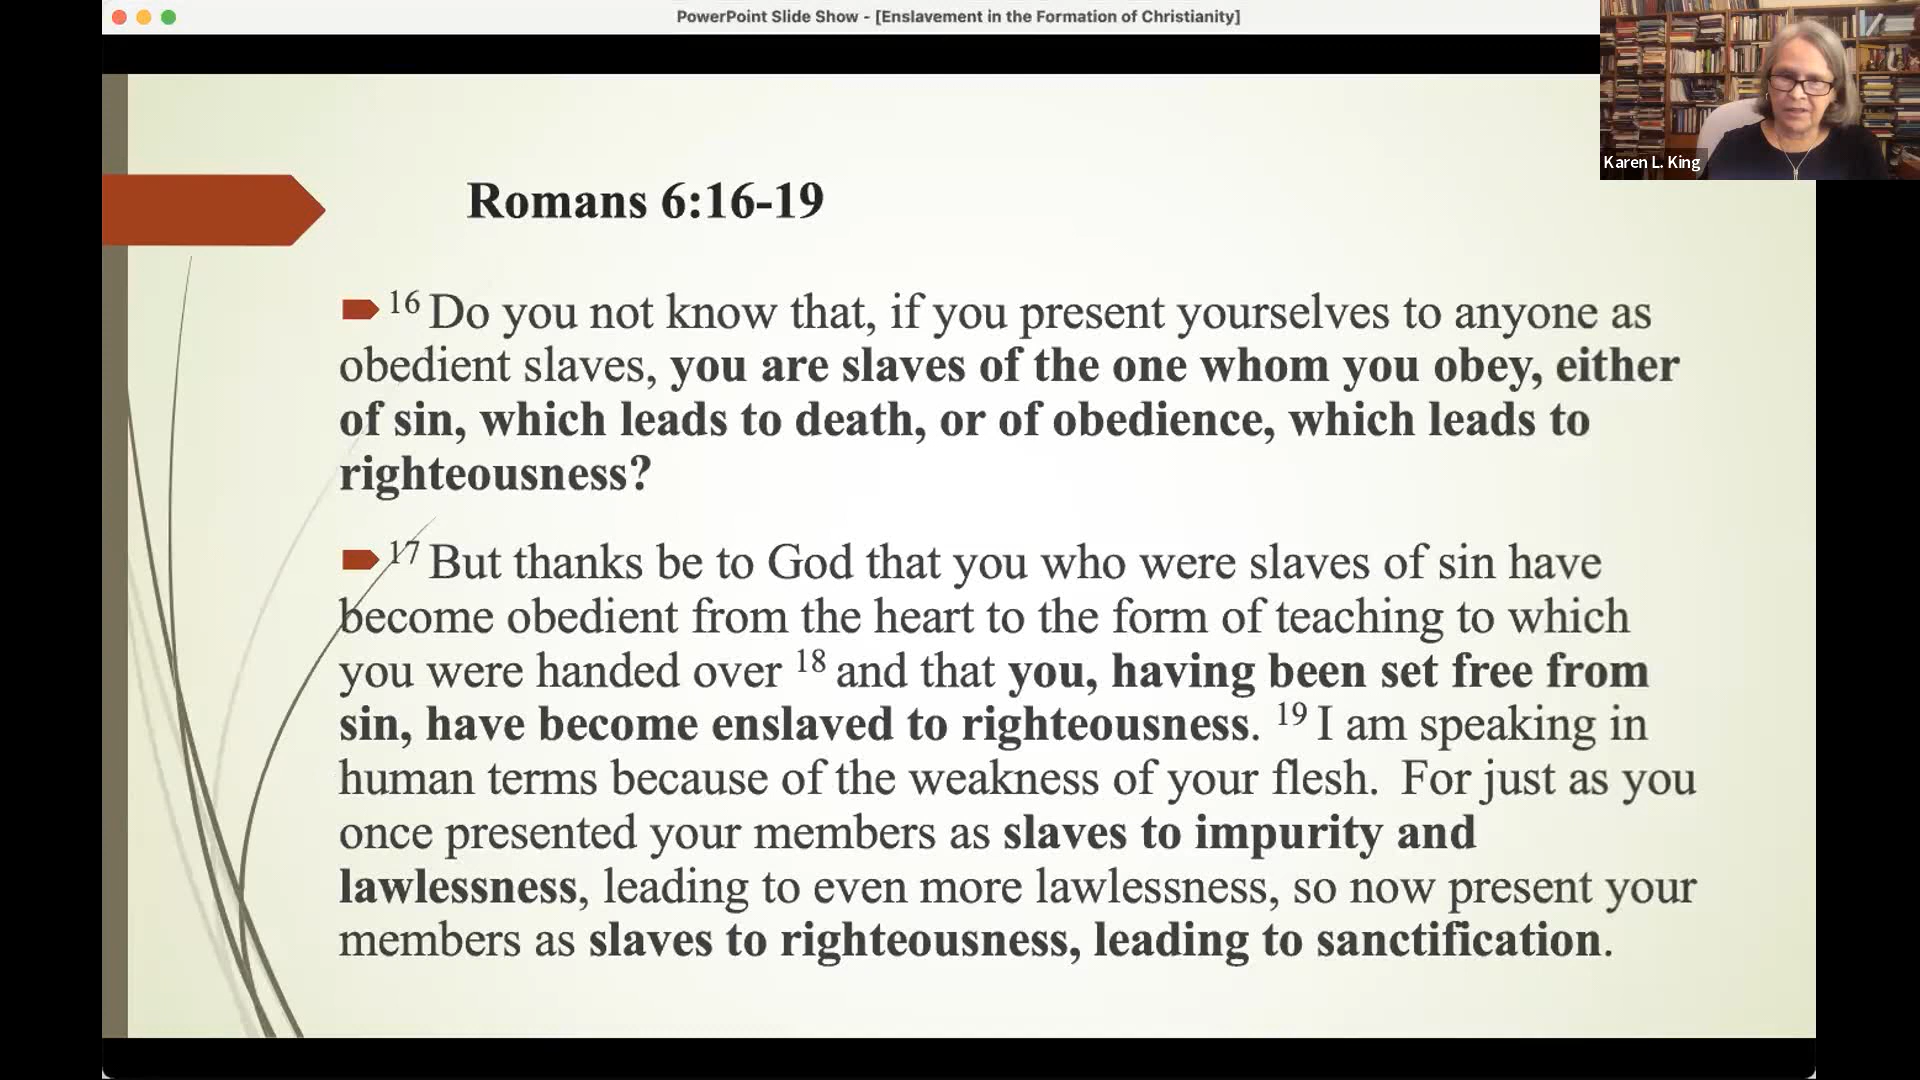 PowerPoint Slide Show - [Enslavement in the Formation of Christianity]
Karen L. King
Romans 6:16-19
16 Do you not know that, if you present yourselves to anyone as
obedient slaves, you are slaves of the one whom you obey, either
of sin, which leads to death, or of obedience, which leads to
righteousness?
17 But thanks be to God that you who were slaves of sin have
become obedient from the heart to the form of teaching to which
you were handed over 18 and that you, having been set free from
sin, have become enslaved to righteousness. 19 I am speaking in
human terms because of the weakness of your flesh. For just as you
once presented your members as slaves to impurity and
lawlessness, leading to even more lawlessness, so now present your
members as slaves to righteousness, leading to sanctification.